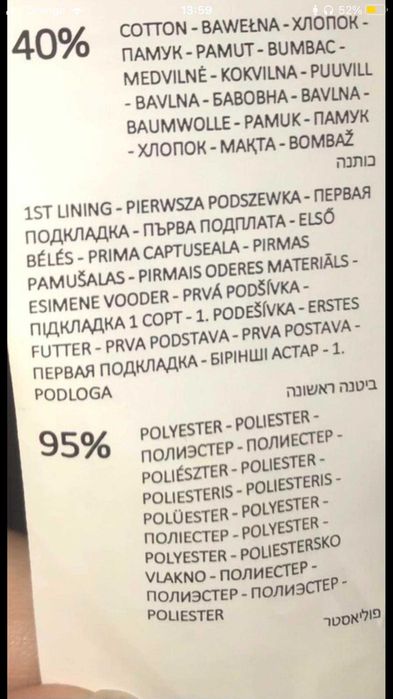 13:59
52%
40%
COTTON - BAWEŁNA - ХЛОПОК -
ПАМУК - PAMUT - BUMBAC -
MEDVILNĖ - KOKVILNA - PUUVILL
- BAVLNA - БАВОВНА - BAVLNA -
BAUMWOLLE - PAMUK - ПАМУК
- ХЛОПОК - МАҚТА - BOMBAŽ
כותנה
1ST LINING - PIERWSZA PODSZEWKA - ПЕРВАЯ
ПОДКЛАДКА - ПЪРВА ПОДПЛАТА - ELSŐ
BÉLÉS - PRIMA CAPTUSEALA - PIRMAS
PAMUŠALAS - PIRMAIS ODERES MATERIĀLS -
ESIMENE VOODER - PRVÁ PODŠÍVKA -
ПІДКЛАДКА 1 СОРТ - 1. PODEŠÍVKA - ERSTES
FUTTER - PRVA PODSTAVA - PRVA POSTAVA -
ПЕРВАЯ ПОДКЛАДКА - БІРІНШІ АСТАР - 1.
PODLOGA
ביטנה ראשונה
95%
POLYESTER - POLIESTER -
ПОЛИЭСТЕР - ПОЛИЕСТЕР -
POLIÉSZTER - POLIESTER -
POLIESTERIS - POLIESTERIS -
POLÜESTER - POLYESTER -
ПОЛІЕСТЕР - POLYESTER -
POLYESTER - POLIESTERSKO
VLAKNO - ПОЛИЕСТЕР -
ПОЛИЭСТЕР - ПОЛИЭСТЕР -
POLIESTER
פוליאסטר